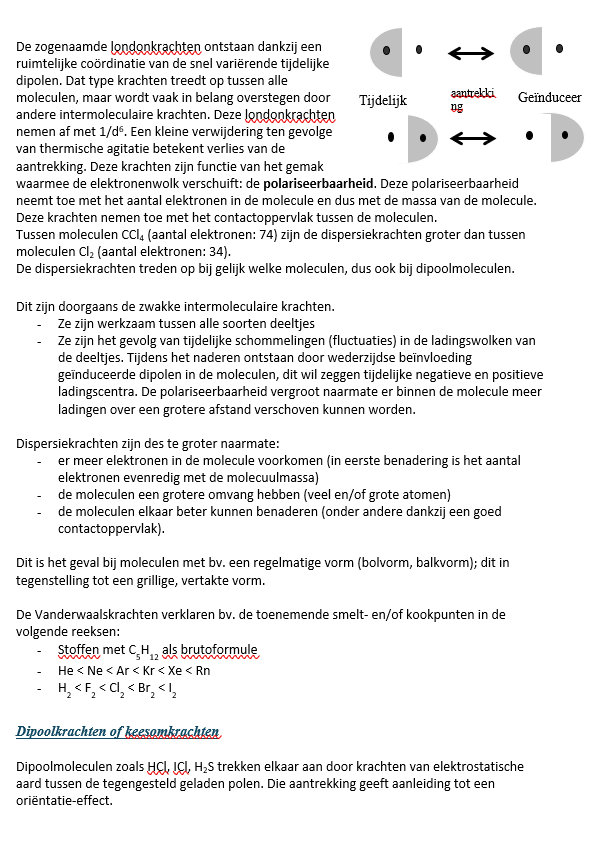 De zogenaamde londonkrachten ontstaan dankzij een
ruimtelijke coördinatie van de snel variërende tijdelijke
dipolen. Dat type krachten treedt op tussen alle
moleculen, maar wordt vaak in belang overstegen door
andere intermoleculaire krachten. Deze londonkrachten
nemen af met 1/d⁶. Een kleine verwijdering ten gevolge
van thermische agitatie betekent verlies van de
aantrekking. Deze krachten zijn functie van het gemak
waarmee de elektronenwolk verschuift: de polariseerbaarheid. Deze polariseerbaarheid
neemt toe met het aantal elektronen in de molecule en dus met de massa van de molecule.
Deze krachten nemen toe met het contactoppervlak tussen de moleculen.
Tussen moleculen CCl₄ (aantal elektronen: 74) zijn de dispersiekrachten groter dan tussen
moleculen Cl₂ (aantal elektronen: 34).
De dispersiekrachten treden op bij gelijk welke moleculen, dus ook bij dipoolmoleculen.
Tijdelijk
aantrekki
ng
Geïnduceer
Dit zijn doorgaans de zwakke intermoleculaire krachten.
- Ze zijn werkzaam tussen alle soorten deeltjes
- Ze zijn het gevolg van tijdelijke schommelingen (fluctuaties) in de ladingswolken van
de deeltjes. Tijdens het naderen ontstaan door wederzijdse beïnvloeding
geïnduceerde dipolen in de moleculen, dit wil zeggen tijdelijke negatieve en positieve
ladingscentra. De polariseerbaarheid vergroot naarmate er binnen de molecule meer
ladingen over een grotere afstand verschoven kunnen worden.
Dispersiekrachten zijn des te groter naarmate:
- er meer elektronen in de molecule voorkomen (in eerste benadering is het aantal
elektronen evenredig met de molecuulmassa)
- de moleculen een grotere omvang hebben (veel en/of grote atomen)
- de moleculen elkaar beter kunnen benaderen (onder andere dankzij een goed
contactoppervlak).
Dit is het geval bij moleculen met bv. een regelmatige vorm (bolvorm, balkvorm); dit in
tegenstelling tot een grillige, vertakte vorm.
De Vanderwaalskrachten verklaren bv. de toenemende smelt- en/of kookpunten in de
volgende reeksen:
- Stoffen met C₅H₁₂ als brutoformule
- He < Ne < Ar < Kr < Xe < Rn
- H₂ < F₂ < Cl₂ < Br₂ < I₂
Dipoolkrachten of keesomkrachten
Dipoolmoleculen zoals HCl, ICl, H₂S trekken elkaar aan door krachten van elektrostatische
aard tussen de tegengesteld geladen polen. Die aantrekking geeft aanleiding tot een
oriëntatie-effect.